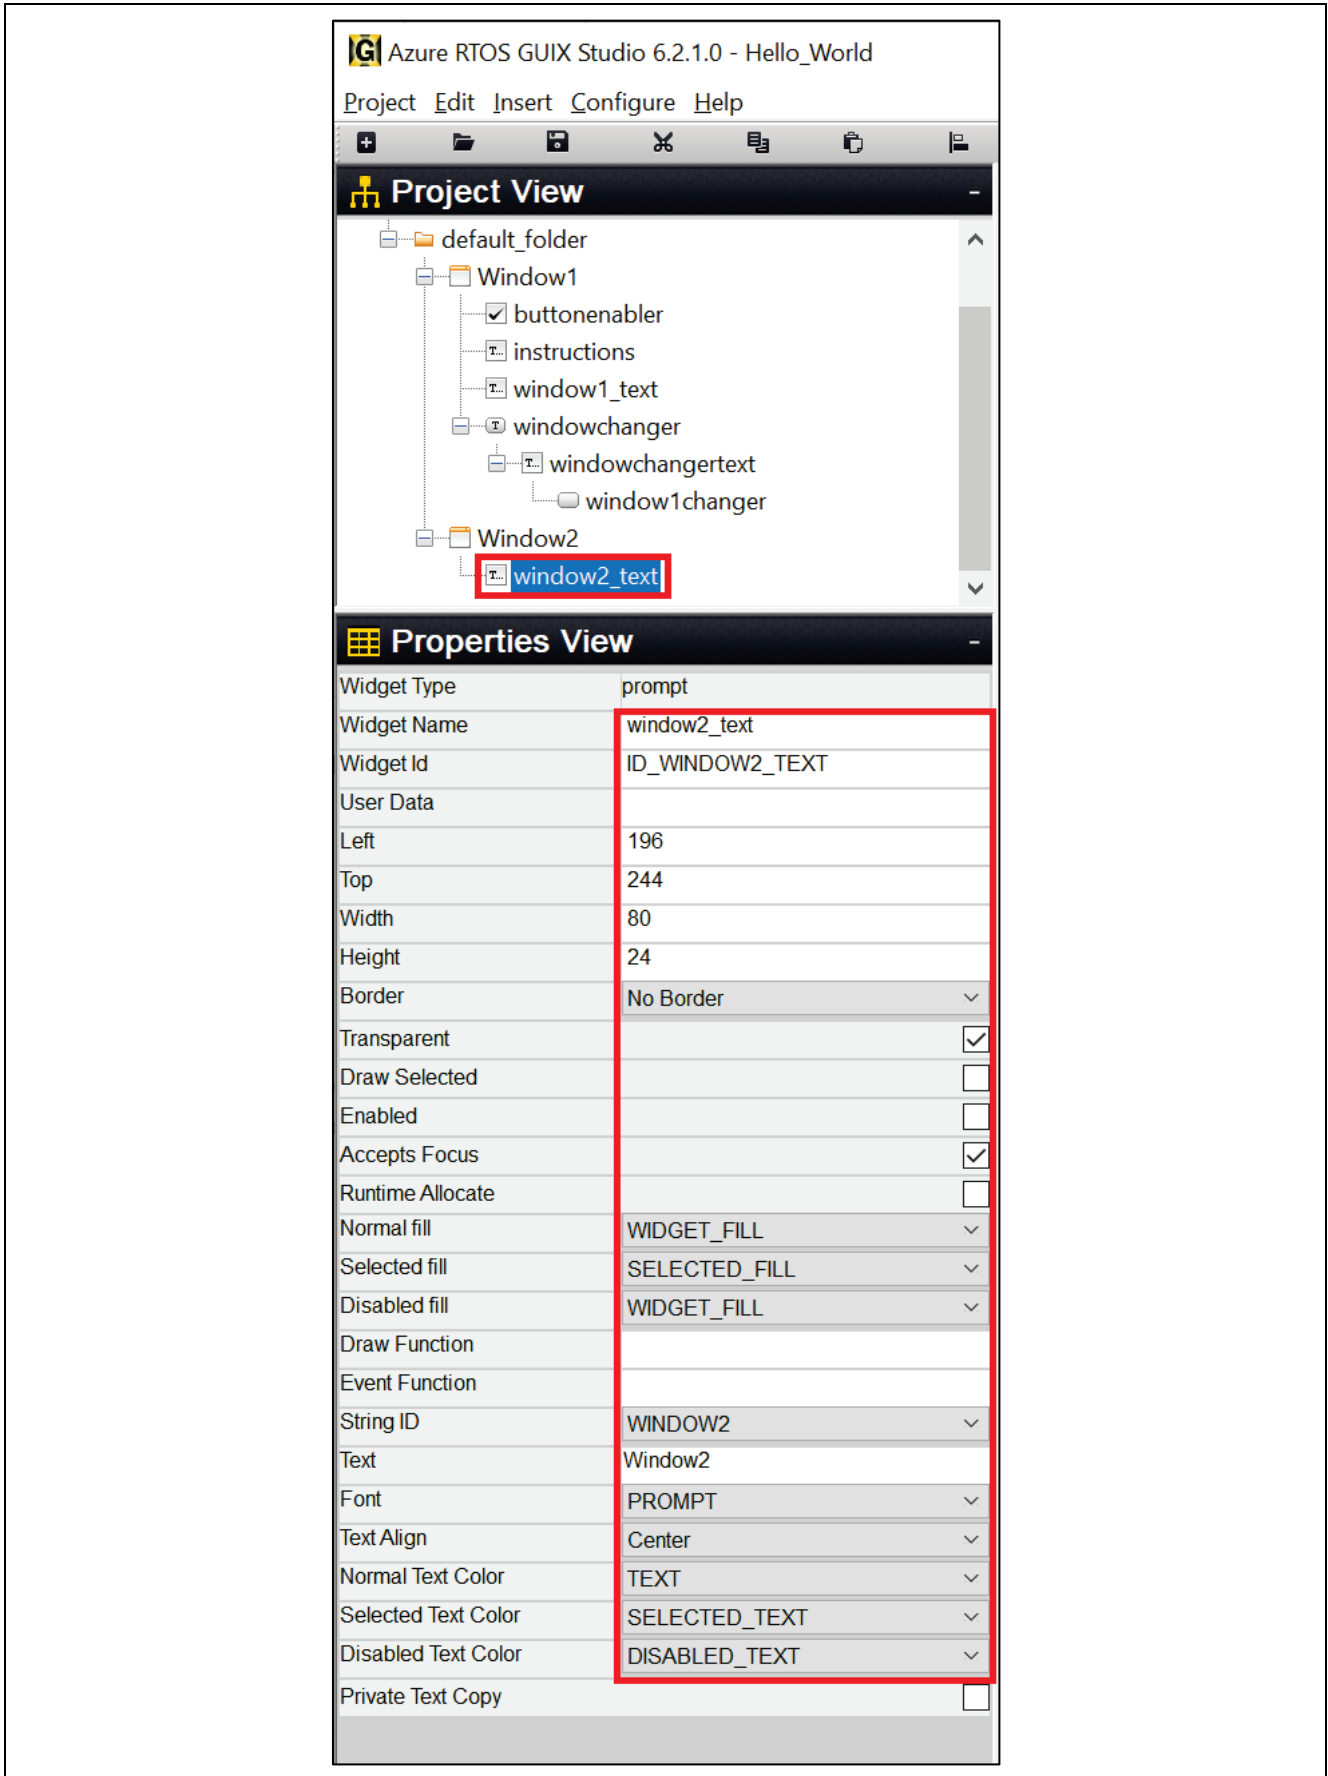 Azure RTOS GUIX Studio 6.2.1.0 - Hello_World
Project Edit Insert Configure Help
Project View
default_folder
Window1
buttonenabler
instructions
window1_text
windowchanger
windowchangertext
window1changer
Window2
window2_text
Properties View
Widget Type prompt
Widget Name window2_text
Widget Id ID_WINDOW2_TEXT
User Data
Left 196
Top 244
Width 80
Height 24
Border No Border
Transparent
Draw Selected
Enabled
Accepts Focus
Runtime Allocate
Normal fill WIDGET_FILL
Selected fill SELECTED_FILL
Disabled fill WIDGET_FILL
Draw Function
Event Function
String ID WINDOW2
Text Window2
Font PROMPT
Text Align Center
Normal Text Color TEXT
Selected Text Color SELECTED_TEXT
Disabled Text Color DISABLED_TEXT
Private Text Copy